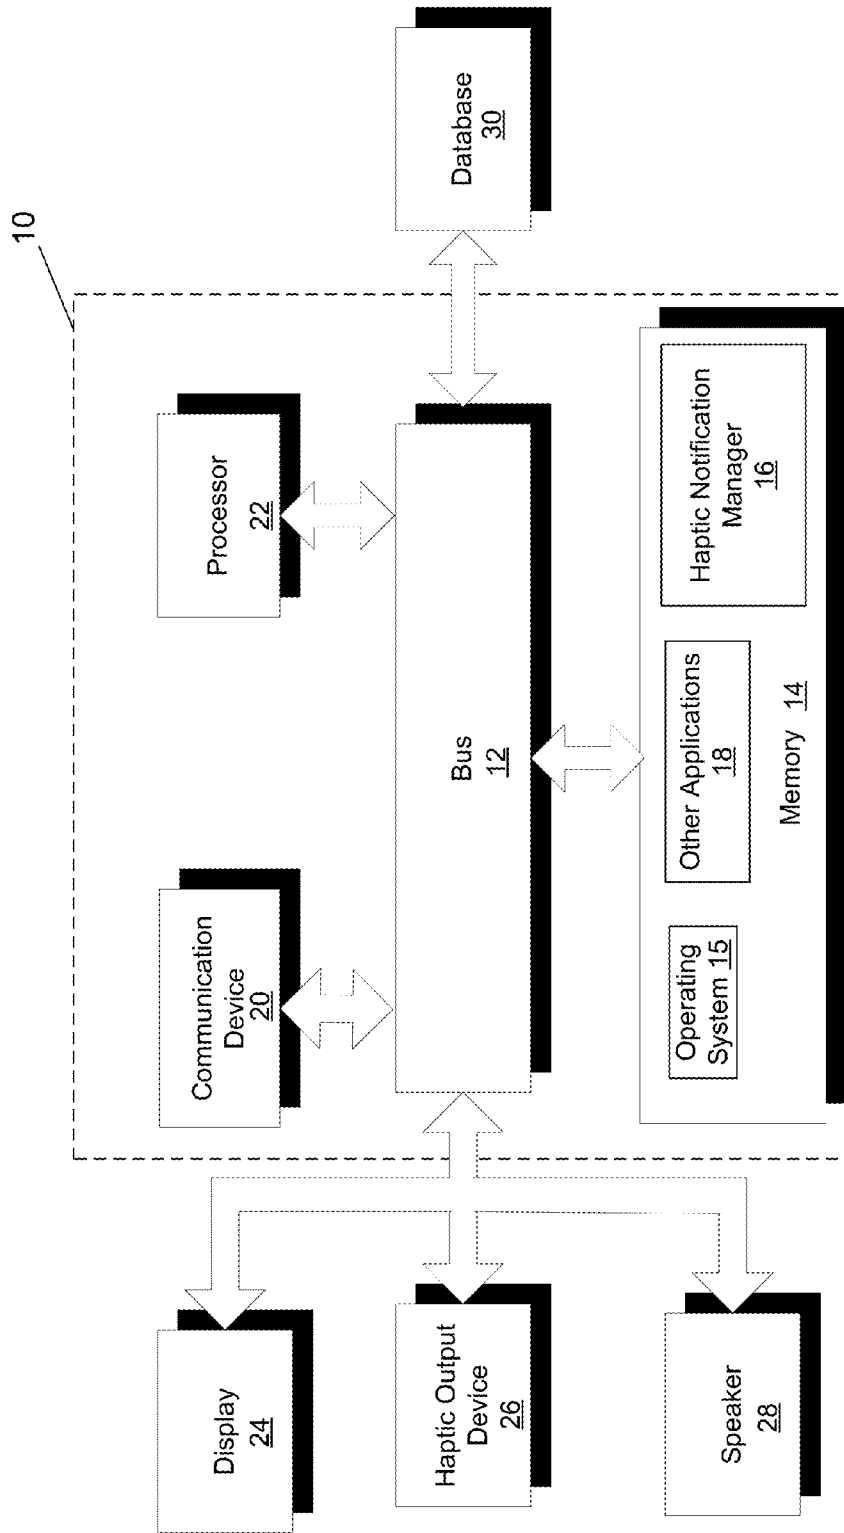 10
Display
24
Haptic Output
Device
26
Speaker
28
Communication
Device
20
Processor
22
Bus
12
Operating
System 15
Other Applications
18
Haptic Notification
Manager
16
Memory 14
Database
30